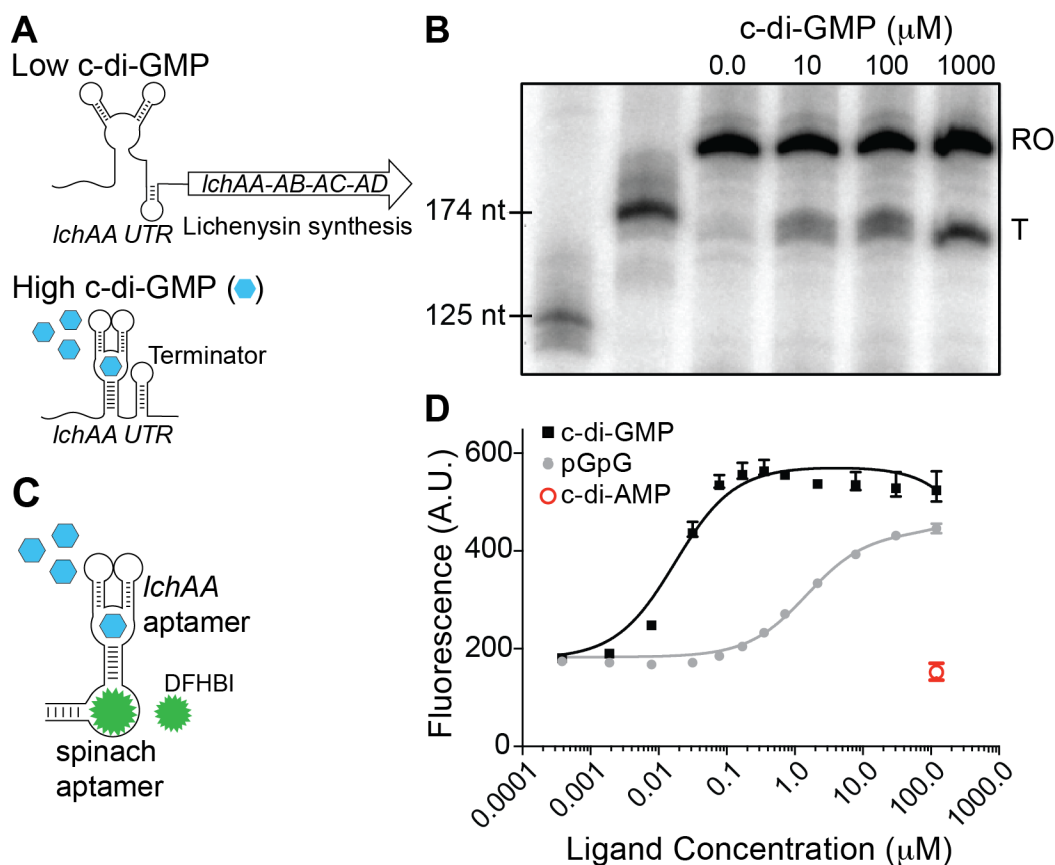 A
Low c-di-GMP
lchAA-AB-AC-AD
lchAA UTR
Lichenysin synthesis
High c-di-GMP ( )
Terminator
lchAA UTR
B
c-di-GMP (μM)
0.0 10 100 1000
RO
174 nt
T
125 nt
C
lchAA
aptamer
DFHBI
spinach
aptamer
D
c-di-GMP
pGpG
c-di-AMP
Fluorescence (A.U.)
600
400
200
0
0.0001 0.001 0.01 0.1 1.0 10.0 100.0 1000.0
Ligand Concentration (μM)